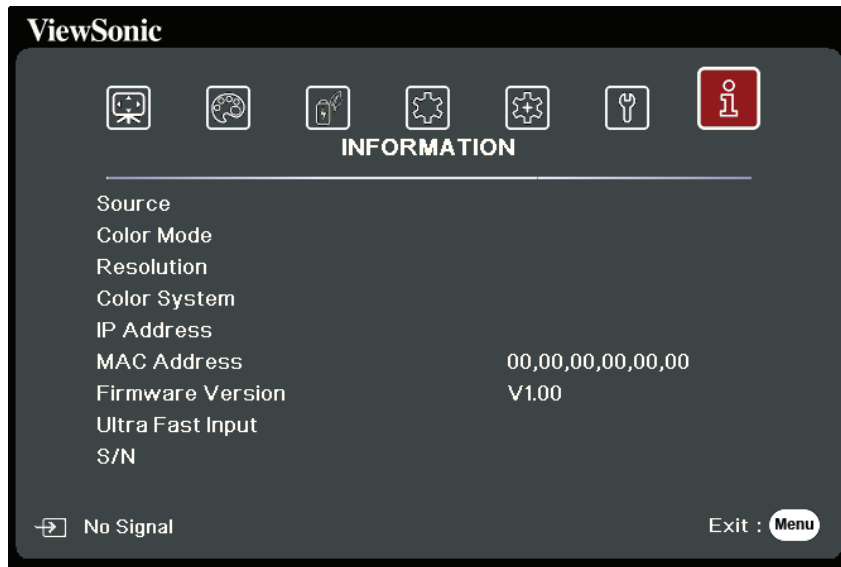 ViewSonic
INFORMATION
Source
Color Mode
Resolution
Color System
IP Address
MAC Address 00,00,00,00,00,00
Firmware Version V1.00
Ultra Fast Input
S/N
No Signal Exit : Menu